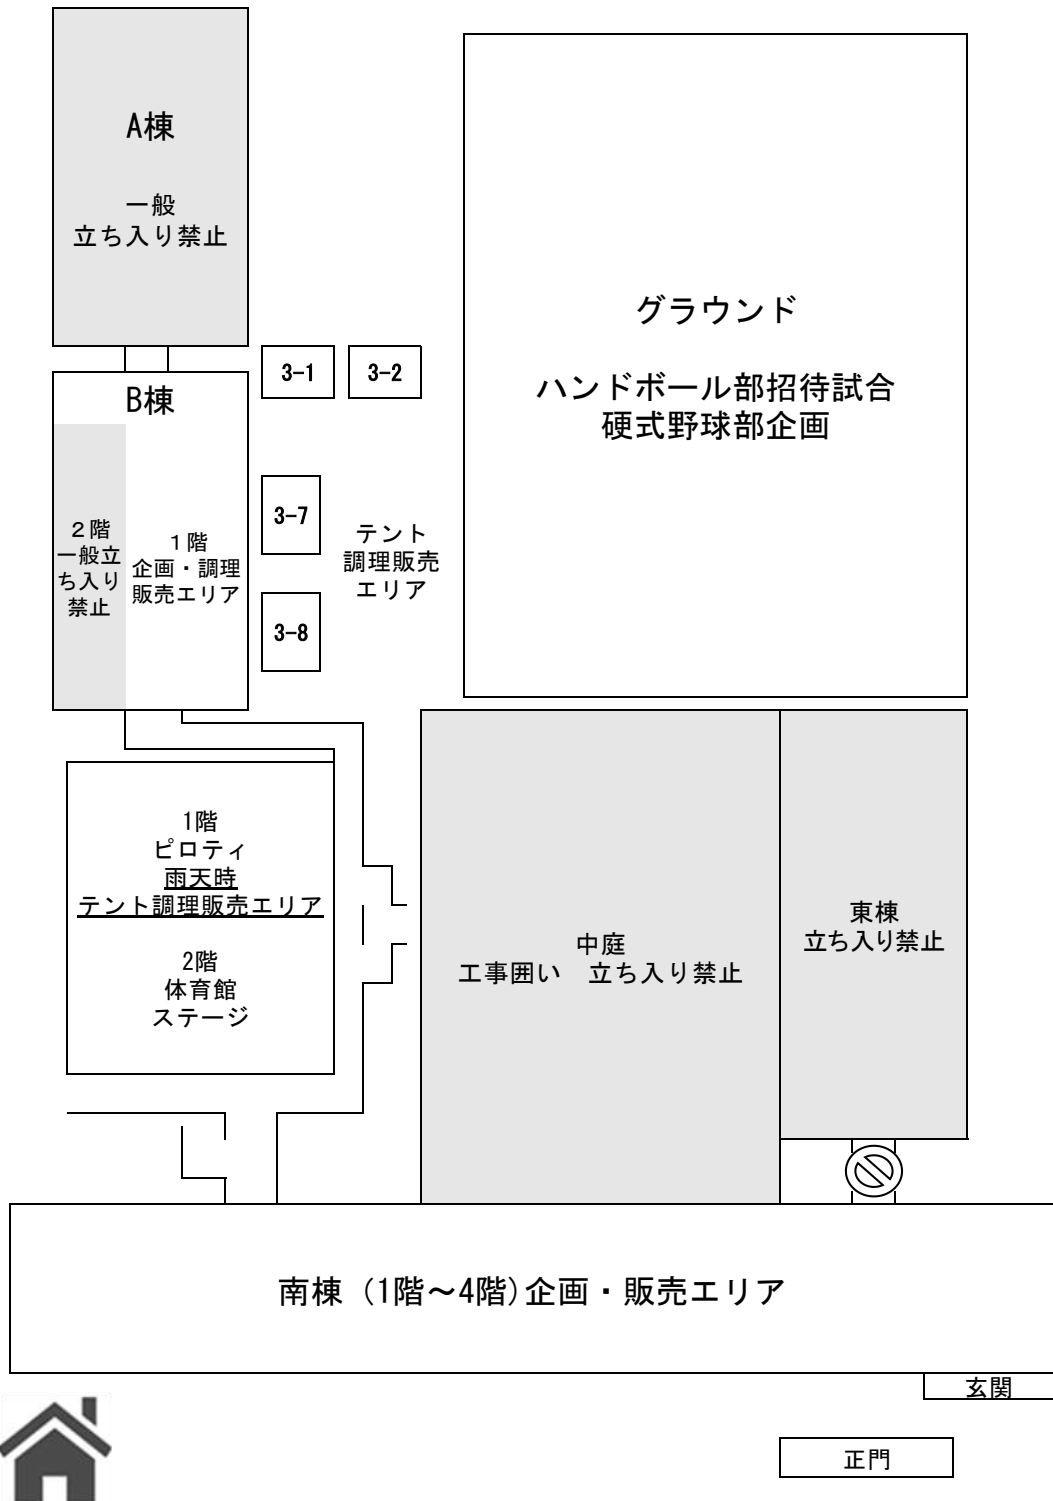 A棟
一般
立ち入り禁止
グラウンド
ハンドボール部招待試合
硬式野球部企画
3-1
3-2
B棟
２階
一般立
ち入り
禁止
１階
企画・調理
販売エリア
3-7
3-8
テント
調理販売
エリア
1階
ピロティ
雨天時
テント調理販売エリア
2階
体育館
ステージ
中庭
工事囲い　立ち入り禁止
東棟
立ち入り禁止
南棟（1階～4階）企画・販売エリア
玄関
正門